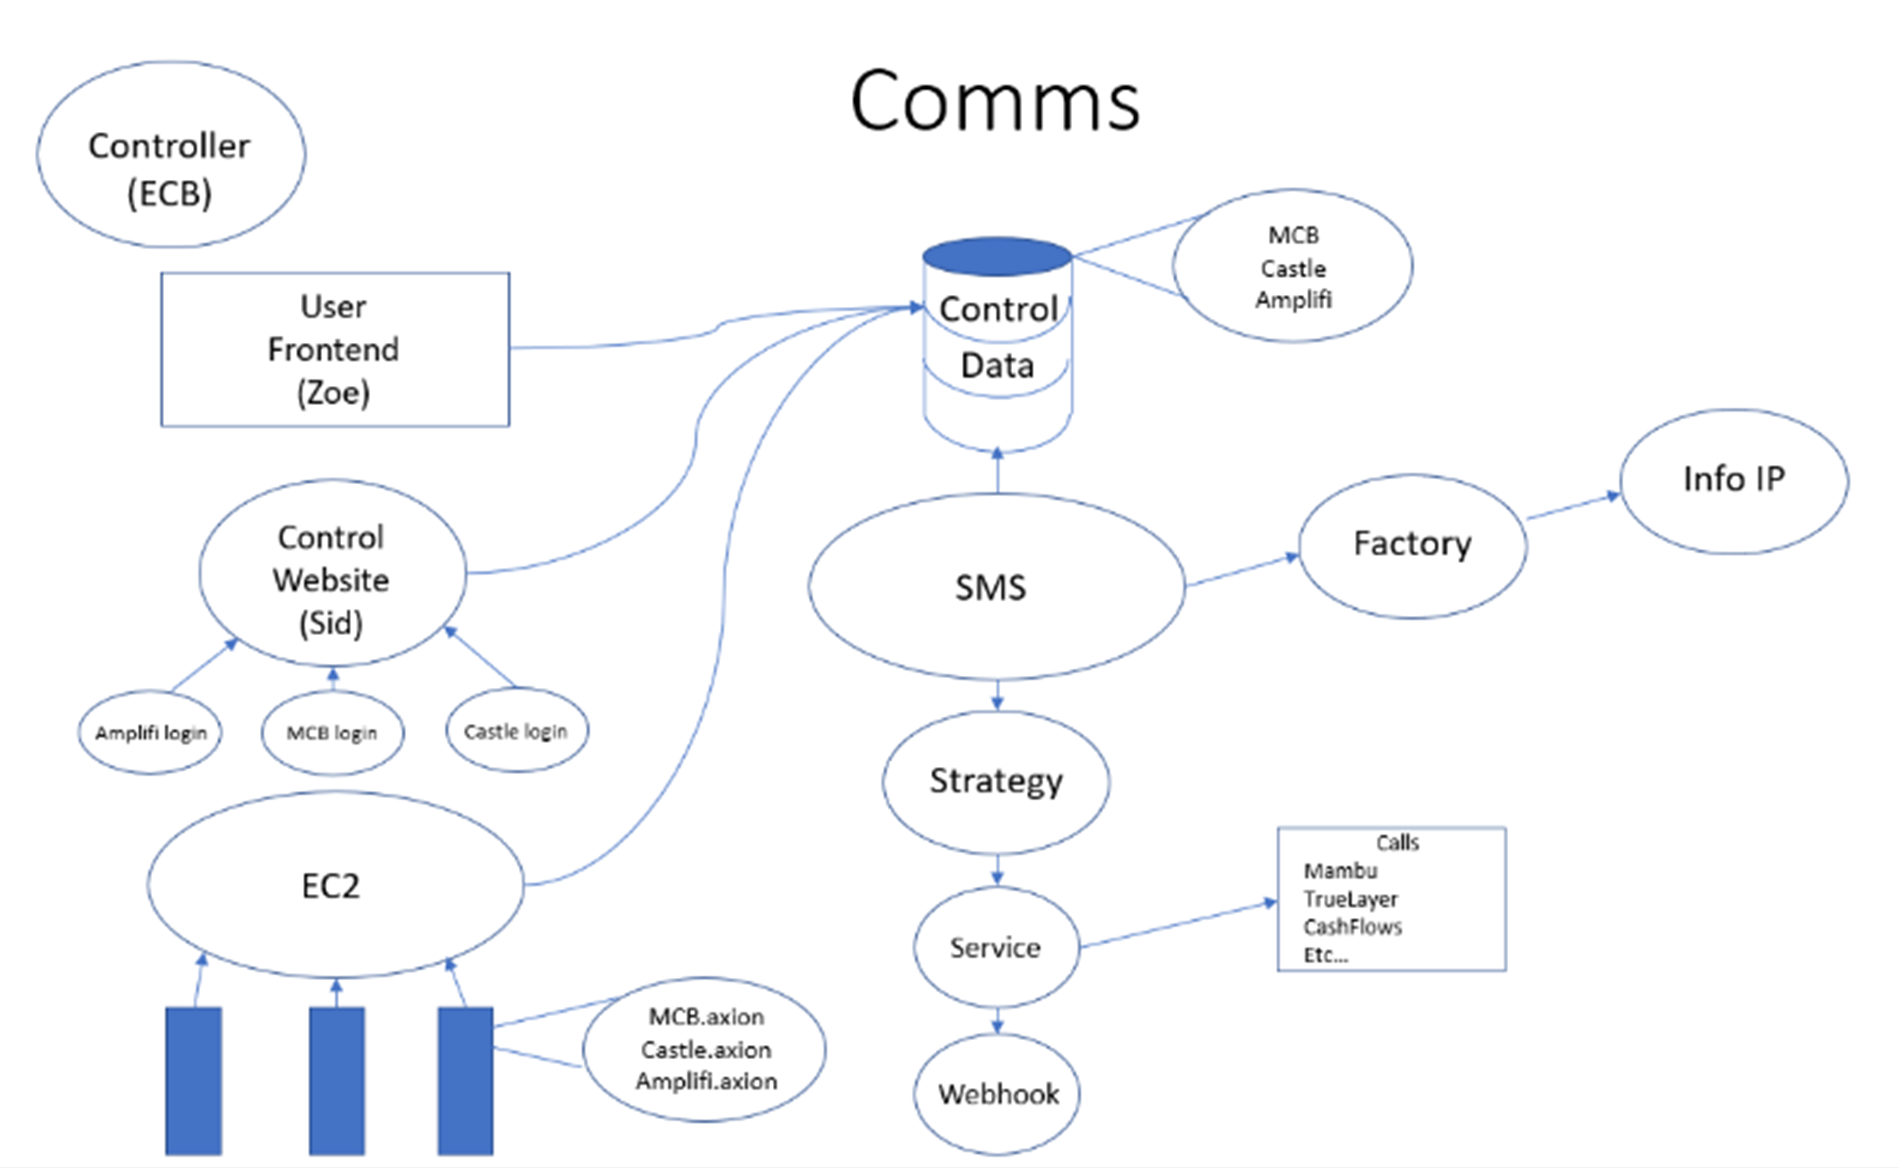 Comms
Controller
(ECB)
User
Frontend
(Zoe)
Control
Data
MCB
Castle
Amplifi
Control
Website
(Sid)
Amplifi login
MCB login
Castle login
SMS
Factory
Info IP
Strategy
Service
Webhook
Calls
Mambu
TrueLayer
CashFlows
Etc...
EC2
MCB.axion
Castle.axion
Amplifi.axion